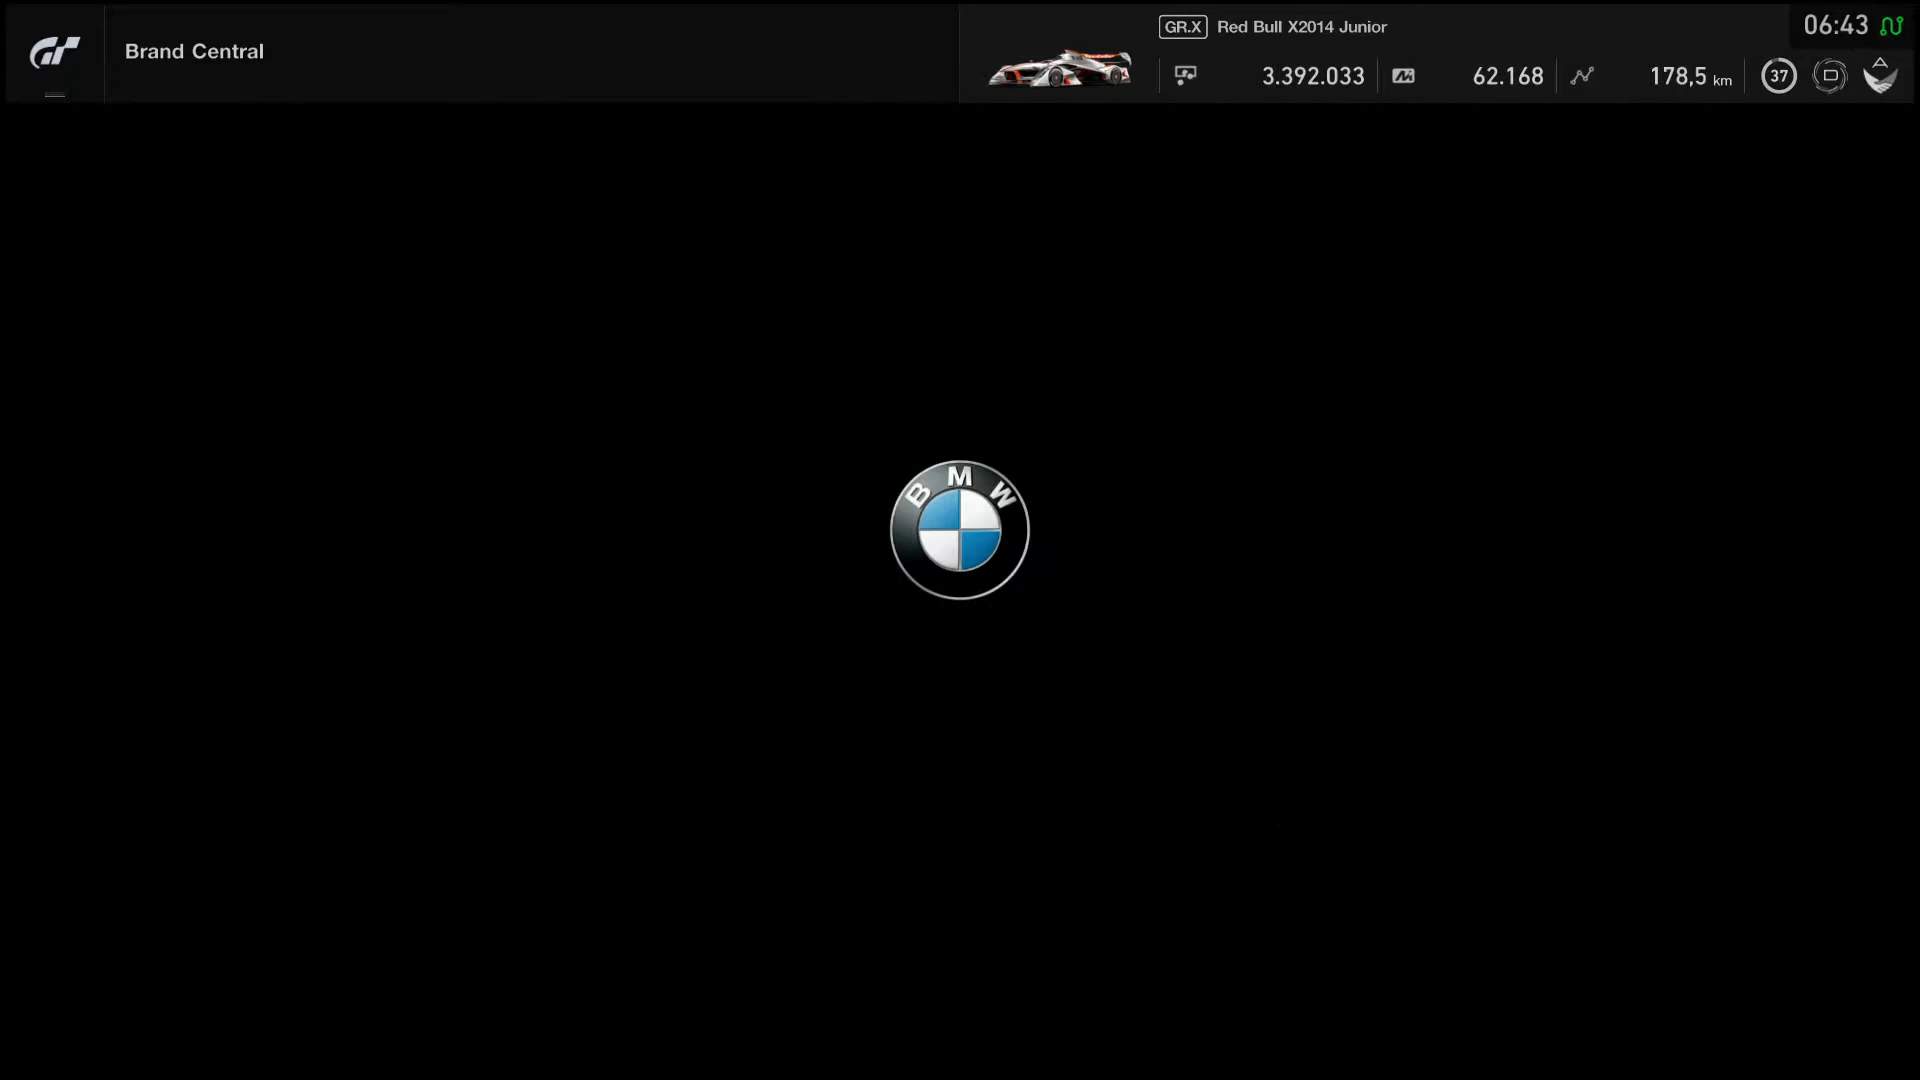 Brand Central
GR.X Red Bull X2014 Junior
06:43
3.392.033
62.168
178,5 km
37
D
A
BMW